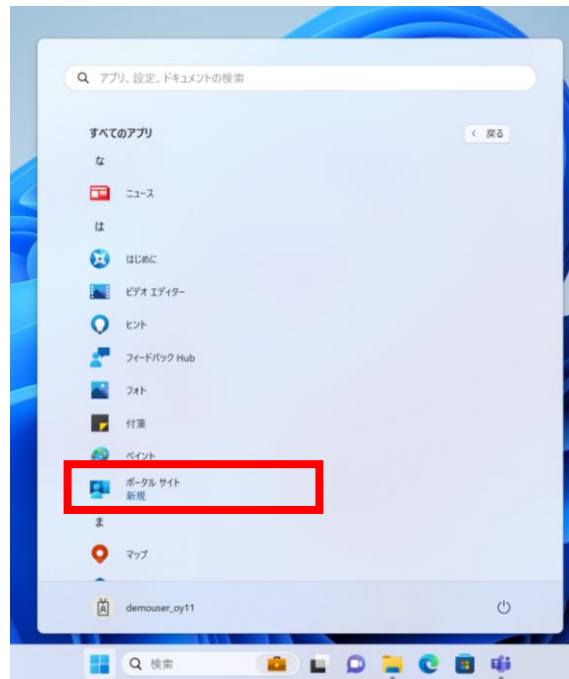 アプリ、設定、ドキュメントの検索
すべてのアプリ
戻る
な
ニュース
は
はじめに
ビデオ エディター
ヒント
フィードバック Hub
フォト
付箋
ペイント
ポータル サイト
新規
ま
マップ
demouser_oy11
検索